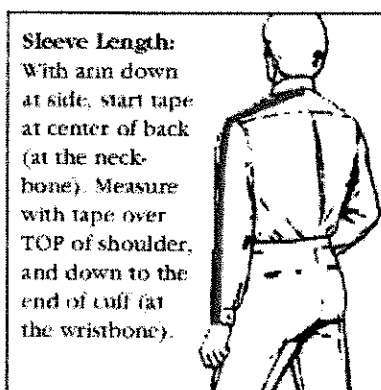 Sleeve Length:
With arm down
at side, start tape
at center of back
(at the neck-
bone). Measure
with tape over
TOP of shoulder,
and down to the
end of cuff (at
the wristbone).